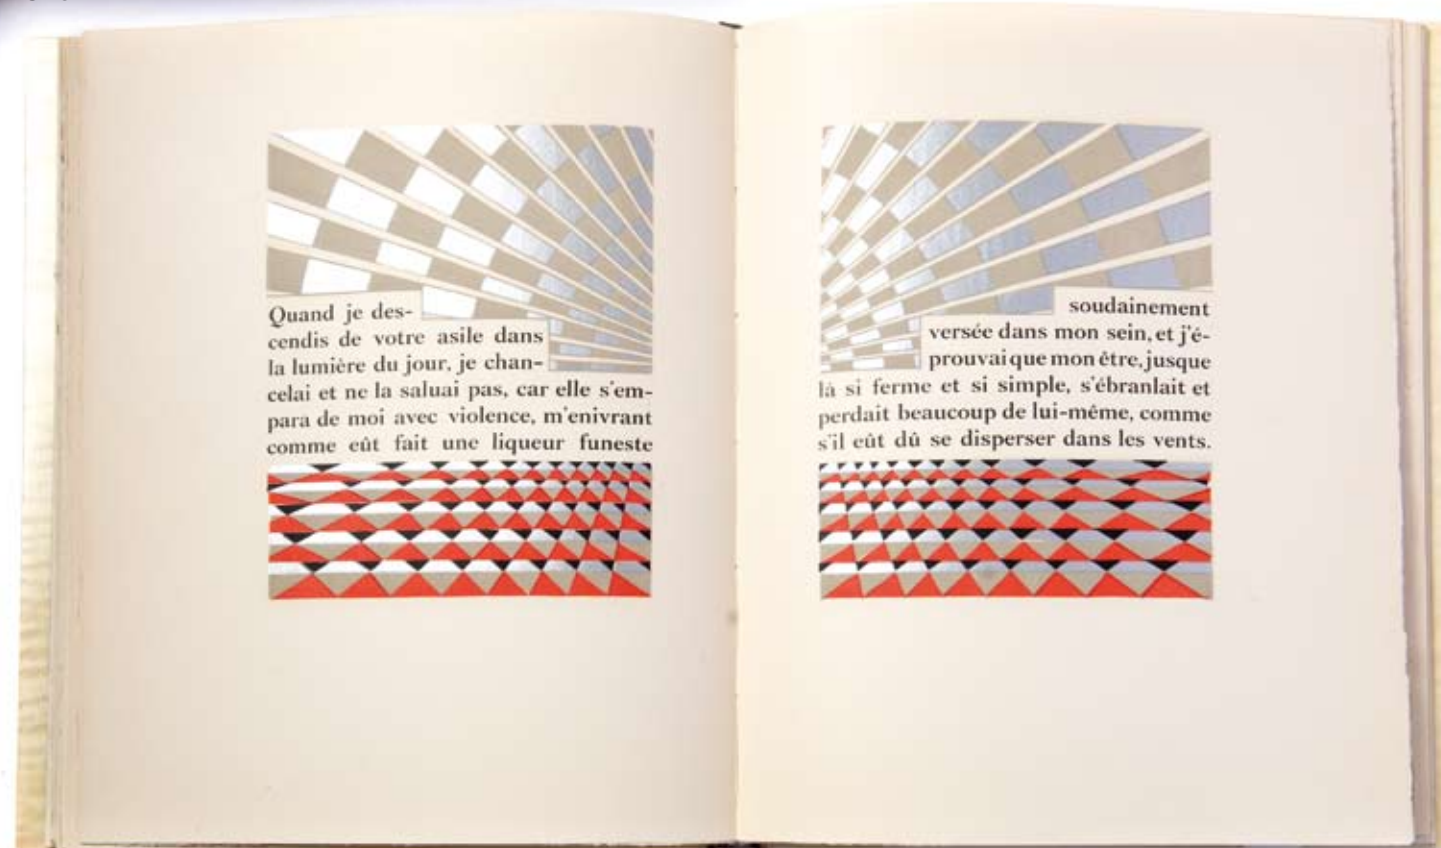 Quand je des-
cendis de votre asile dans
la lumière du jour, je chan-
celai et ne la saluai pas, car elle s'em-
para de moi avec violence, m'enivrant
comme eût fait une liqueur funeste
soudainement
versée dans mon sein, et j'é-
prouvai que mon être, jusque
là si ferme et si simple, s'ébranlait et
perdait beaucoup de lui-même, comme
s'il eût dû se disperser dans les vents.